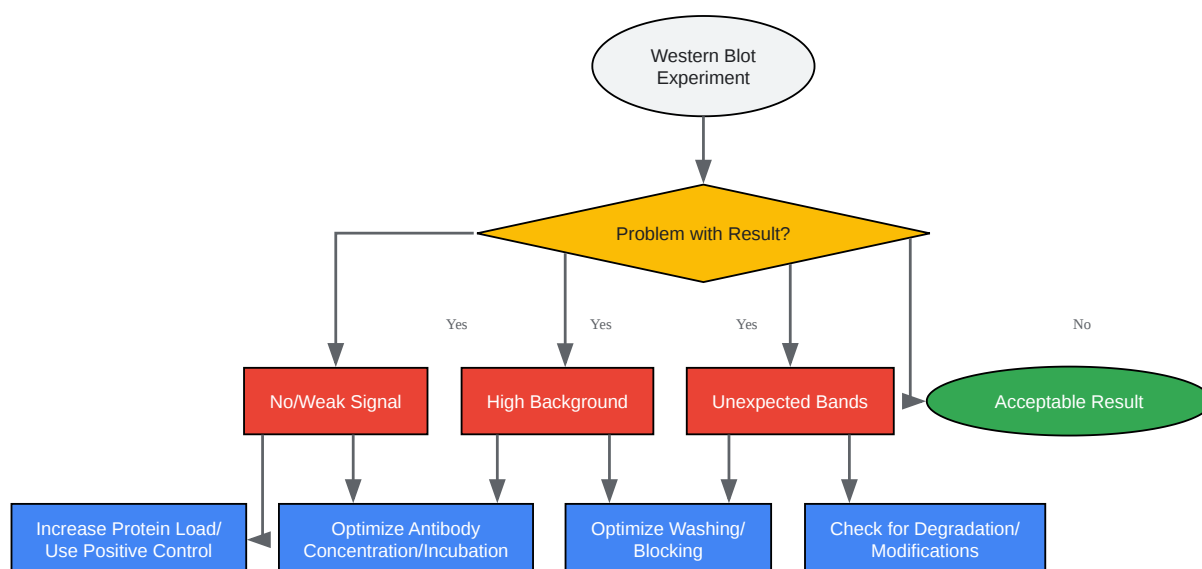 Western Blot
Experiment
Problem with Result?
Yes
Yes
Yes
No
No/Weak Signal
High Background
Unexpected Bands
Acceptable Result
Increase Protein Load/
Use Positive Control
Optimize Antibody
Concentration/Incubation
Optimize Washing/
Blocking
Check for Degradation/
Modifications